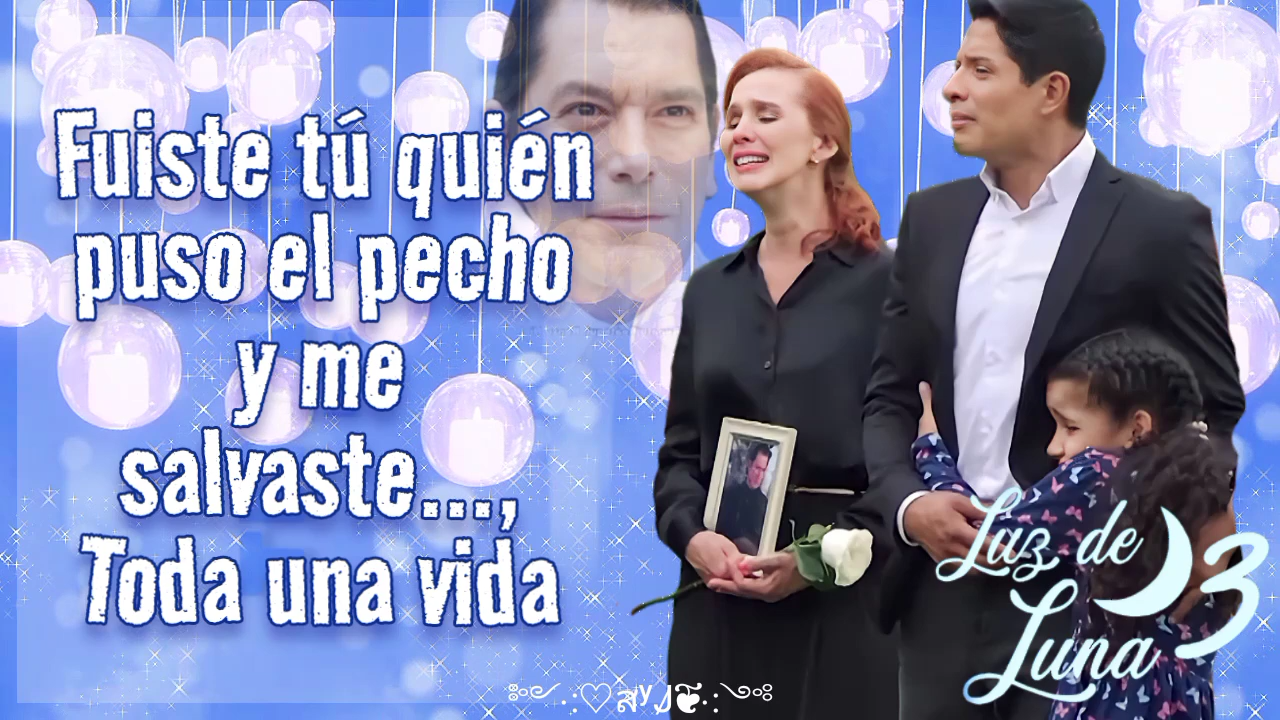 Fuiste tú quién
puso el pecho
y me
salvaste...,
Toda una vida
Luz de
Luna 3